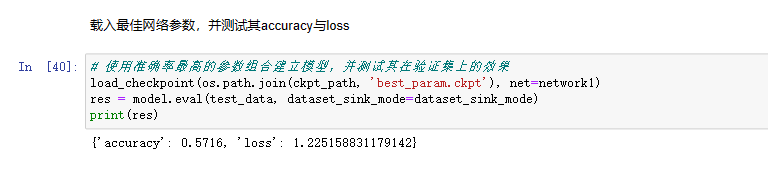 载入最佳网络参数，并测试其accuracy与loss
In [40]: # 使用准确率最高的参数组合建立模型，并测试其在验证集上的效果
load_checkpoint(os.path.join(ckpt_path, 'best_param.ckpt'), net=network1)
res = model.eval(test_data, dataset_sink_mode=dataset_sink_mode)
print(res)
{'accuracy': 0.5716, 'loss': 1.225158831179142}